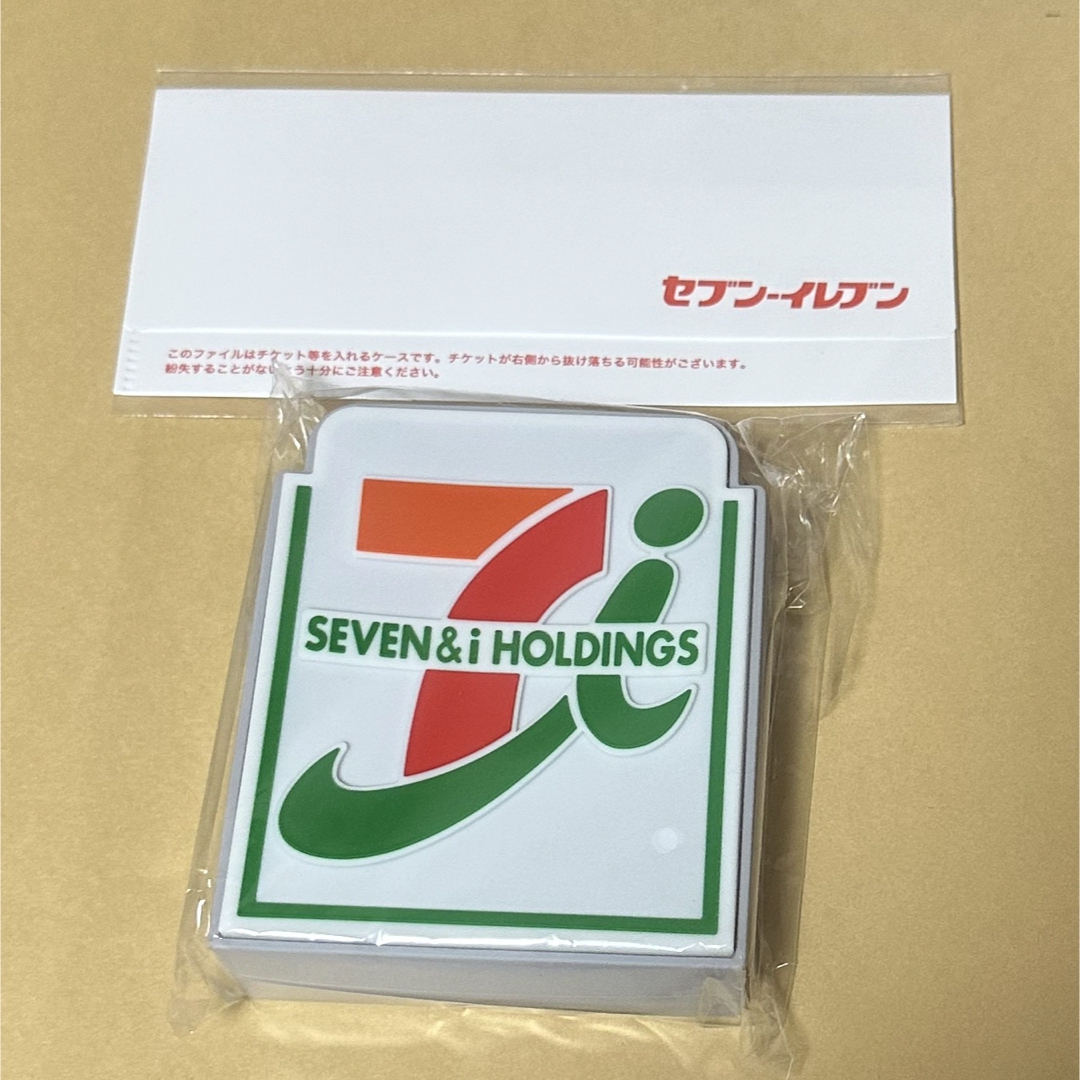 セブン-イレブン
このファイルはチケット等を入れるケースです。チケットが右側から抜け落ちる可能性がございます。
紛失することがないよう十分にご注意ください。
7i
SEVEN&i HOLDINGS